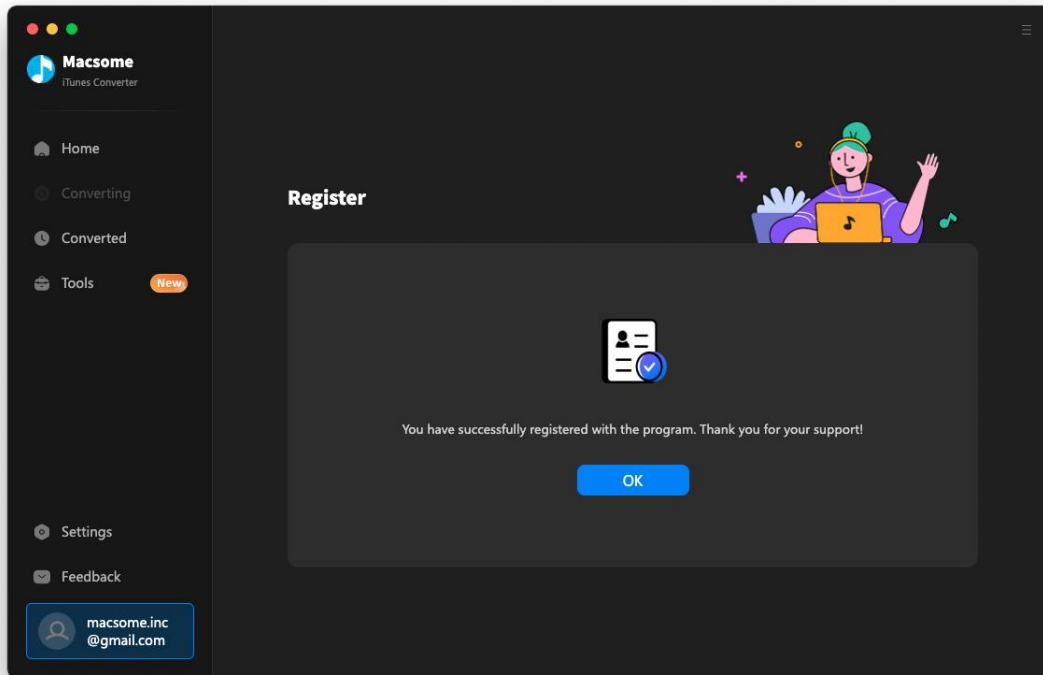 Macsome
iTunes Converter
Home
Converting
Converted
Tools
New
Settings
Feedback
macsome.inc
@gmail.com
Register
You have successfully registered with the program. Thank you for your support!
OK